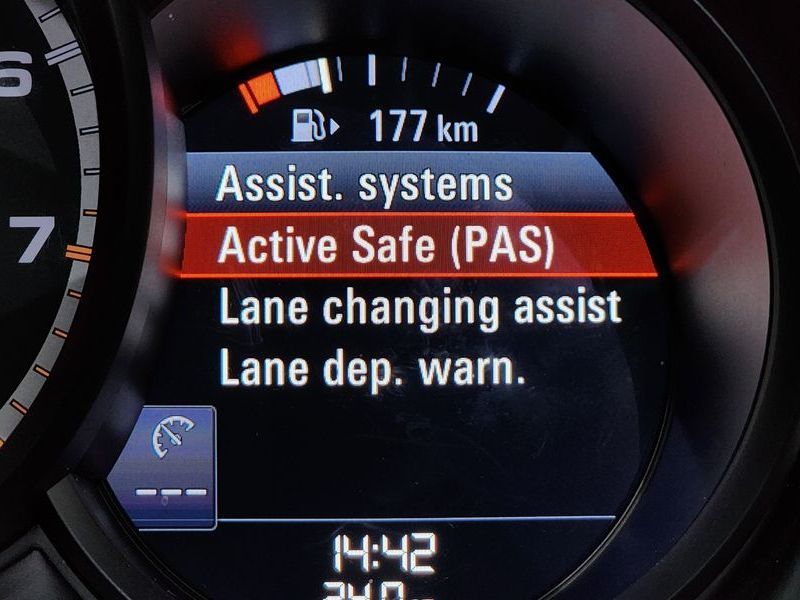 6
177 km
Assist. systems
Active Safe (PAS)
7
Lane changing assist
Lane dep. warn.
14:42